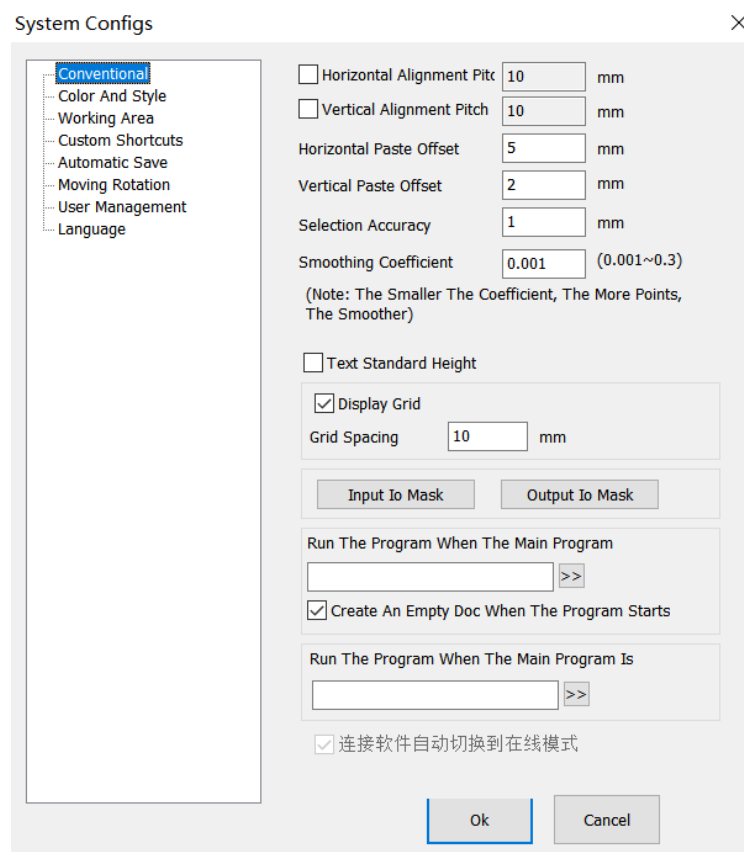 System Configs
Conventional
Color And Style
Working Area
Custom Shortcuts
Automatic Save
Moving Rotation
User Management
Language
Horizontal Alignment Pitc 10 mm
Vertical Alignment Pitch 10 mm
Horizontal Paste Offset 5 mm
Vertical Paste Offset 2 mm
Selection Accuracy 1 mm
Smoothing Coefficient 0.001 (0.001~0.3)
(Note: The Smaller The Coefficient, The More Points,
The Smoother)
Text Standard Height
Display Grid
Grid Spacing 10 mm
Input Io Mask Output Io Mask
Run The Program When The Main Program
>>
Create An Empty Doc When The Program Starts
Run The Program When The Main Program Is
>>
连接软件自动切换到在线模式
Ok Cancel